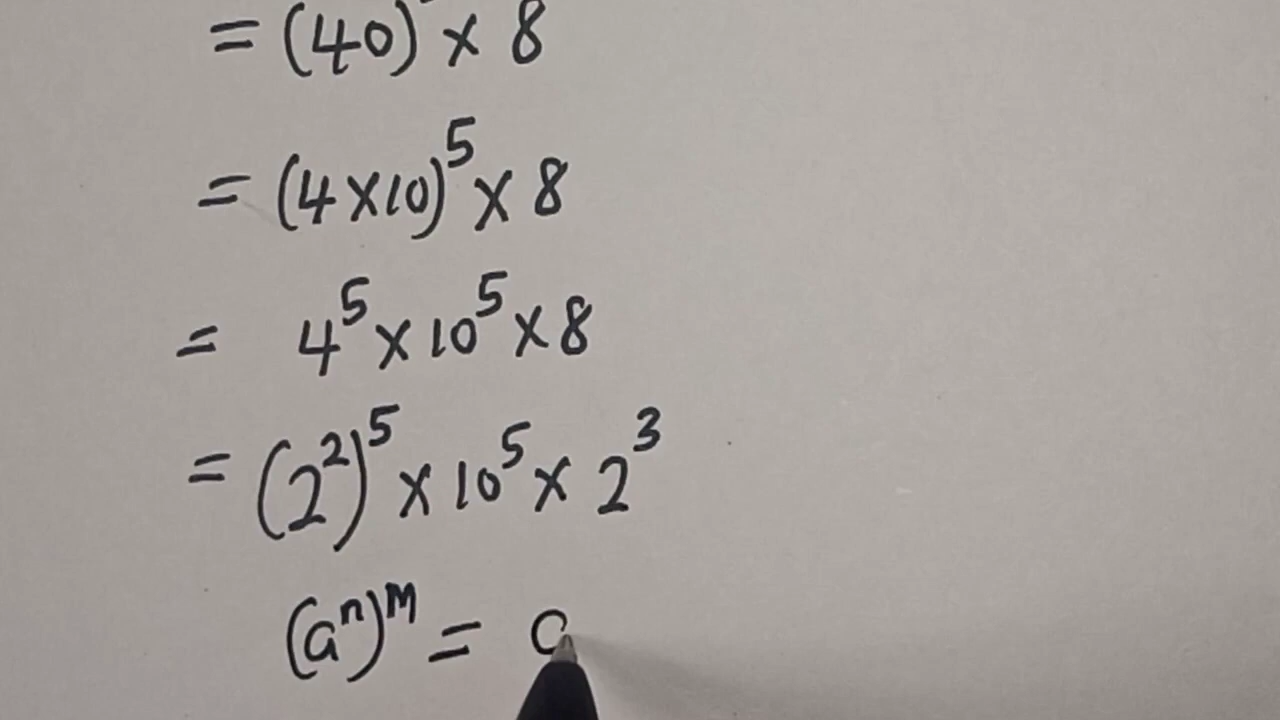 = (40) × 8
= (4×10)⁵ × 8
= 4⁵ × 10⁵ × 8
= (2²)⁵ × 10⁵ × 2³
(aⁿ)ᵐ =